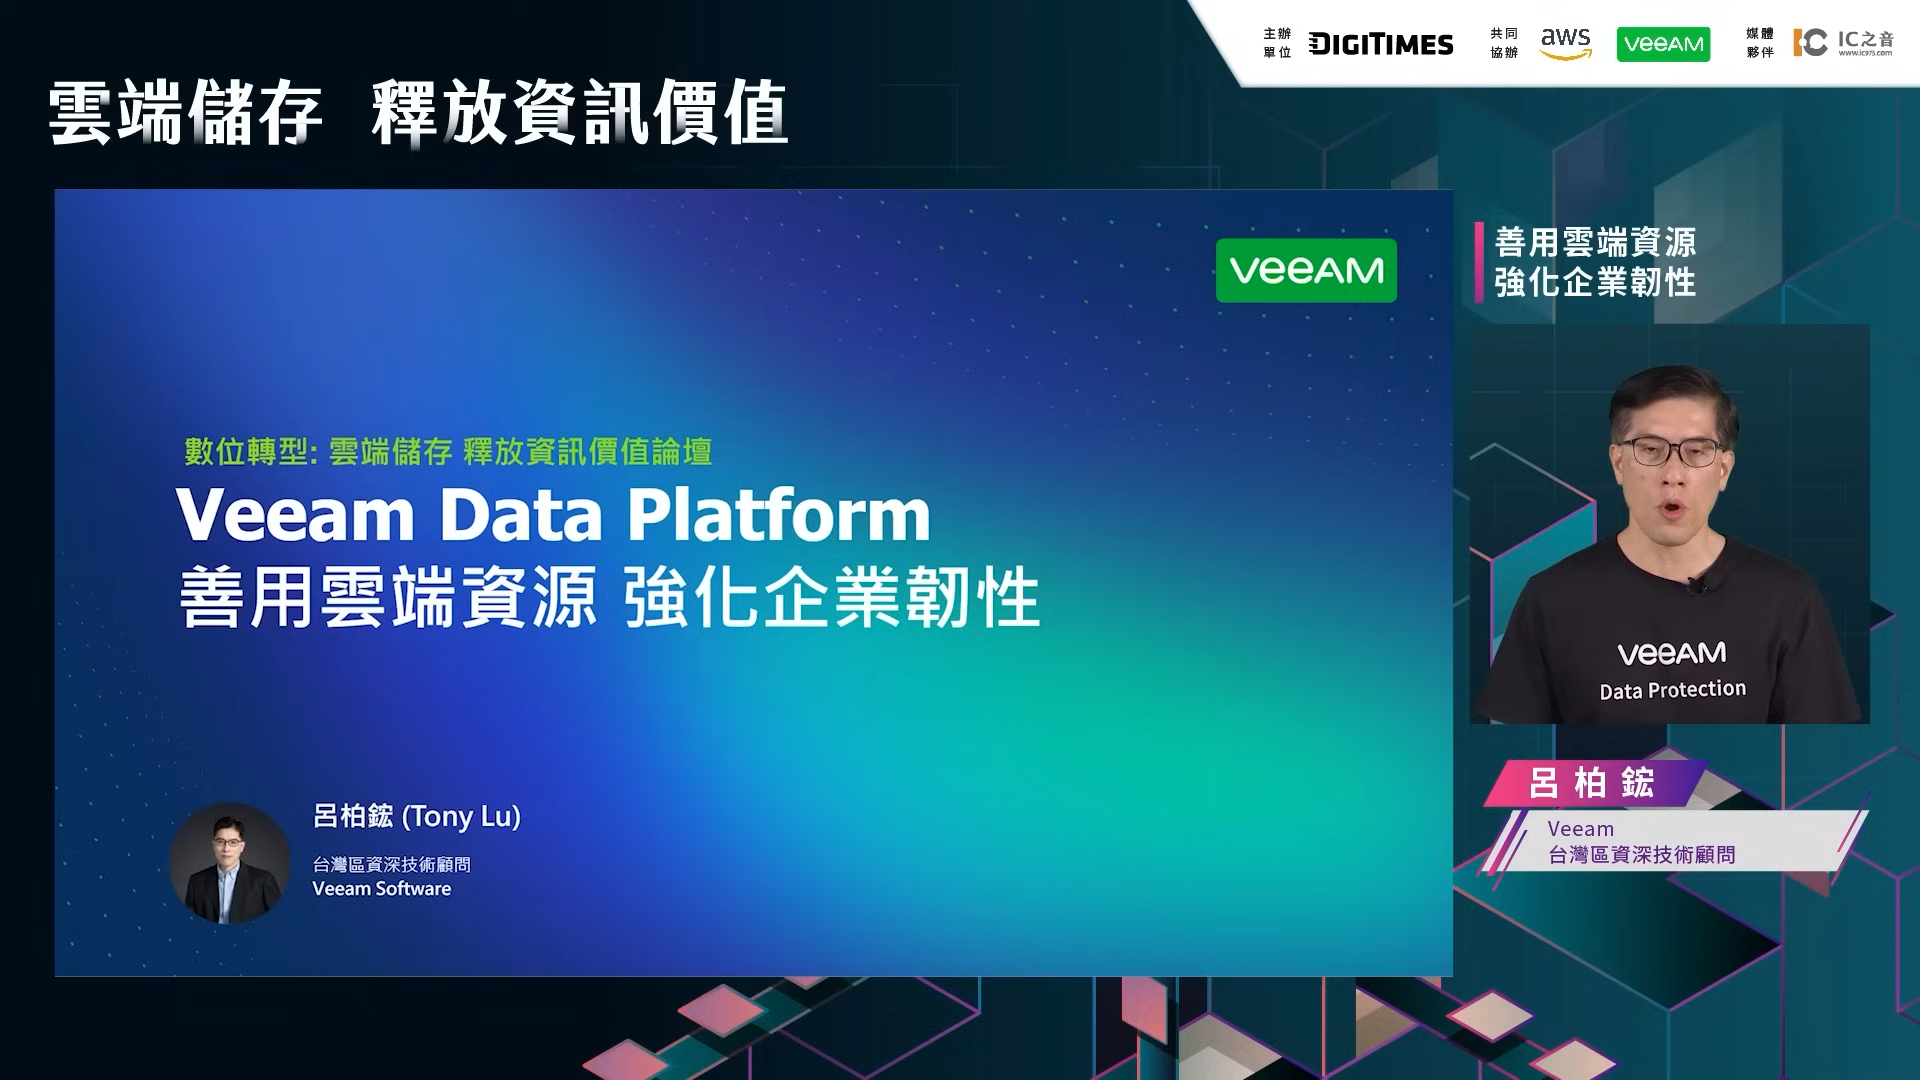 主辦
單位
DIGITIMES
共同
協辦
aws
veeAM
媒體
夥伴
IC之音
www.ic975.com
雲端儲存 釋放資訊價值
veeAM
善用雲端資源
強化企業韌性
數位轉型: 雲端儲存 釋放資訊價值論壇
Veeam Data Platform
善用雲端資源 強化企業韌性
veeAM
Data Protection
呂柏鋐 (Tony Lu)
台灣區資深技術顧問
Veeam Software
呂柏鋐
Veeam
台灣區資深技術顧問